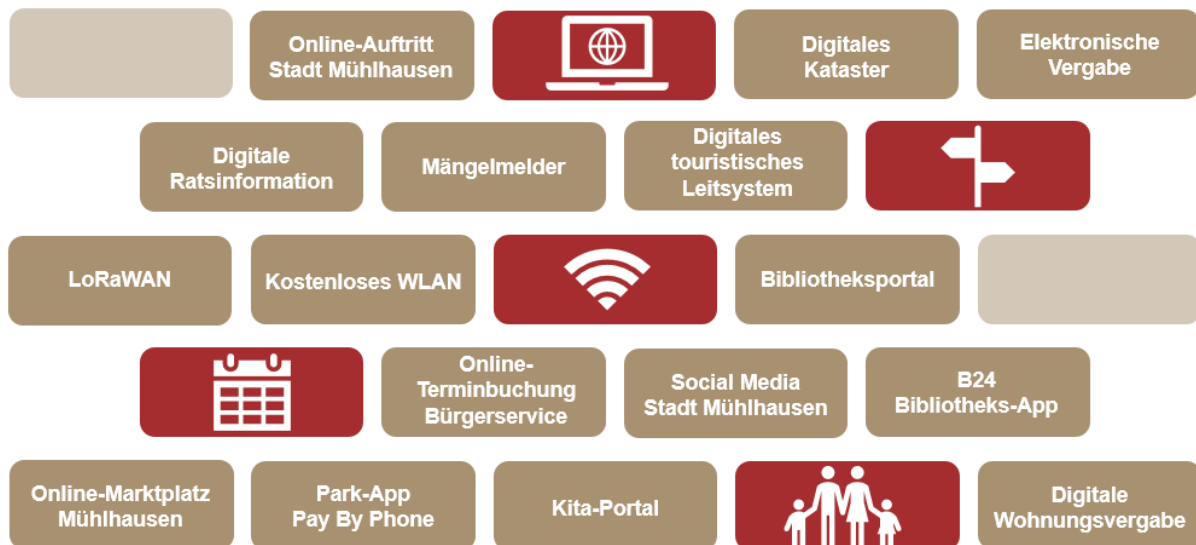 Online-Auftritt
Stadt Mühlhausen
Digitales
Kataster
Elektronische
Vergabe
Digitale
Ratsinformation
Mängelmelder
Digitales
touristisches
Leitsystem
LoRaWAN
Kostenloses WLAN
Bibliotheksportal
Online-
Terminbuchung
Bürgerservice
Social Media
Stadt Mühlhausen
B24
Bibliotheks-App
Online-Marktplatz
Mühlhausen
Park-App
Pay By Phone
Kita-Portal
Digitale
Wohnungsvergabe